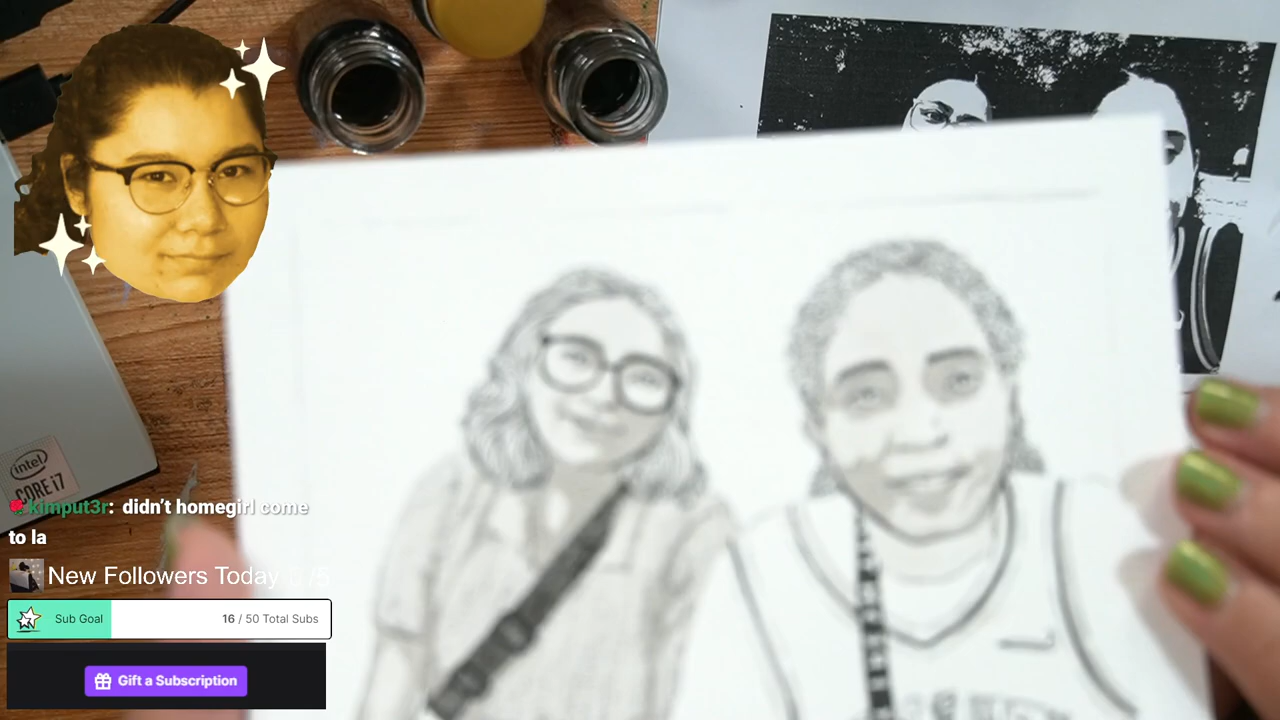 intel
CORE i7
kimput3r: didn't homegirl come
to la
New Followers Today
Sub Goal 16 / 50 Total Subs
Gift a Subscription